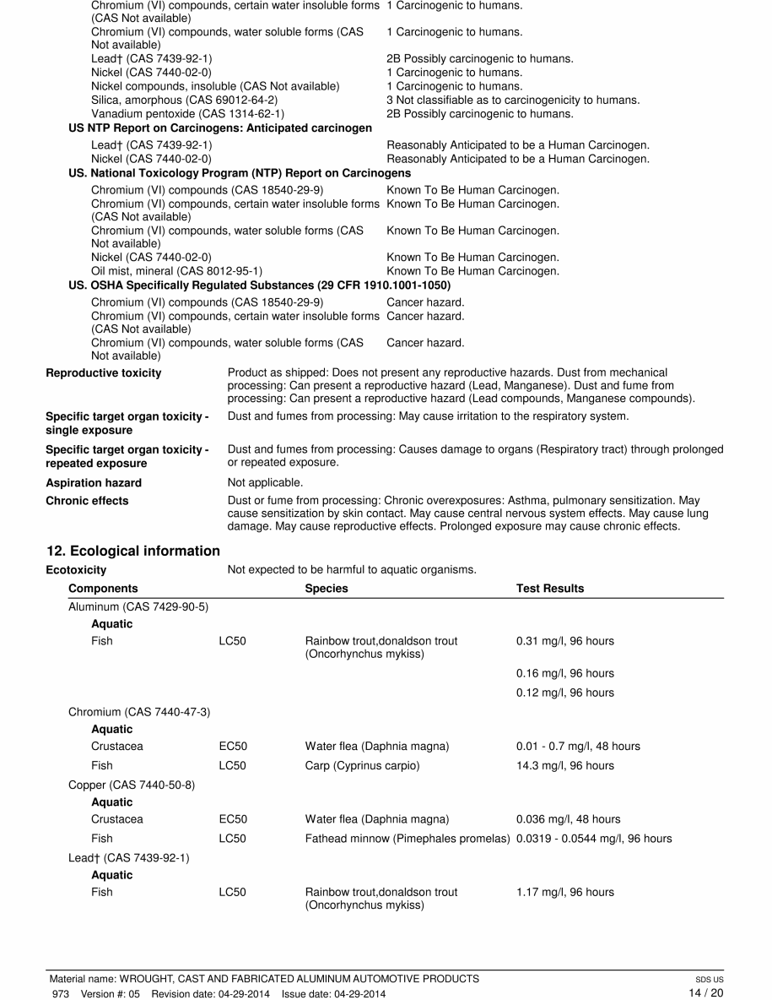 Chromium (VI) compounds, certain water insoluble forms 1 Carcinogenic to humans.
(CAS Not available)
Chromium (VI) compounds, water soluble forms (CAS 1 Carcinogenic to humans.
Not available)
Lead† (CAS 7439-92-1) 2B Possibly carcinogenic to humans.
Nickel (CAS 7440-02-0) 1 Carcinogenic to humans.
Nickel compounds, insoluble (CAS Not available) 1 Carcinogenic to humans.
Silica, amorphous (CAS 69012-64-2) 3 Not classifiable as to carcinogenicity to humans.
Vanadium pentoxide (CAS 1314-62-1) 2B Possibly carcinogenic to humans.
US NTP Report on Carcinogens: Anticipated carcinogen
Lead† (CAS 7439-92-1) Reasonably Anticipated to be a Human Carcinogen.
Nickel (CAS 7440-02-0) Reasonably Anticipated to be a Human Carcinogen.
US. National Toxicology Program (NTP) Report on Carcinogens
Chromium (VI) compounds (CAS 18540-29-9) Known To Be Human Carcinogen.
Chromium (VI) compounds, certain water insoluble forms Known To Be Human Carcinogen.
(CAS Not available)
Chromium (VI) compounds, water soluble forms (CAS Known To Be Human Carcinogen.
Not available)
Nickel (CAS 7440-02-0) Known To Be Human Carcinogen.
Oil mist, mineral (CAS 8012-95-1) Known To Be Human Carcinogen.
US. OSHA Specifically Regulated Substances (29 CFR 1910.1001-1050)
Chromium (VI) compounds (CAS 18540-29-9) Cancer hazard.
Chromium (VI) compounds, certain water insoluble forms Cancer hazard.
(CAS Not available)
Chromium (VI) compounds, water soluble forms (CAS Cancer hazard.
Not available)
Reproductive toxicity Product as shipped: Does not present any reproductive hazards. Dust from mechanical
processing: Can present a reproductive hazard (Lead, Manganese). Dust and fume from
processing: Can present a reproductive hazard (Lead compounds, Manganese compounds).
Specific target organ toxicity - Dust and fumes from processing: May cause irritation to the respiratory system.
single exposure
Specific target organ toxicity - Dust and fumes from processing: Causes damage to organs (Respiratory tract) through prolonged
repeated exposure or repeated exposure.
Aspiration hazard Not applicable.
Chronic effects Dust or fume from processing: Chronic overexposures: Asthma, pulmonary sensitization. May
cause sensitization by skin contact. May cause central nervous system effects. May cause lung
damage. May cause reproductive effects. Prolonged exposure may cause chronic effects.
12. Ecological information
Ecotoxicity Not expected to be harmful to aquatic organisms.
Components Species Test Results
Aluminum (CAS 7429-90-5)
Aquatic
Fish LC50 Rainbow trout,donaldson trout 0.31 mg/l, 96 hours
(Oncorhynchus mykiss)
0.16 mg/l, 96 hours
0.12 mg/l, 96 hours
Chromium (CAS 7440-47-3)
Aquatic
Crustacea EC50 Water flea (Daphnia magna) 0.01 - 0.7 mg/l, 48 hours
Fish LC50 Carp (Cyprinus carpio) 14.3 mg/l, 96 hours
Copper (CAS 7440-50-8)
Aquatic
Crustacea EC50 Water flea (Daphnia magna) 0.036 mg/l, 48 hours
Fish LC50 Fathead minnow (Pimephales promelas) 0.0319 - 0.0544 mg/l, 96 hours
Lead† (CAS 7439-92-1)
Aquatic
Fish LC50 Rainbow trout,donaldson trout 1.17 mg/l, 96 hours
(Oncorhynchus mykiss)
Material name: WROUGHT, CAST AND FABRICATED ALUMINUM AUTOMOTIVE PRODUCTS SDS US
973 Version #: 05 Revision date: 04-29-2014 Issue date: 04-29-2014 14 / 20